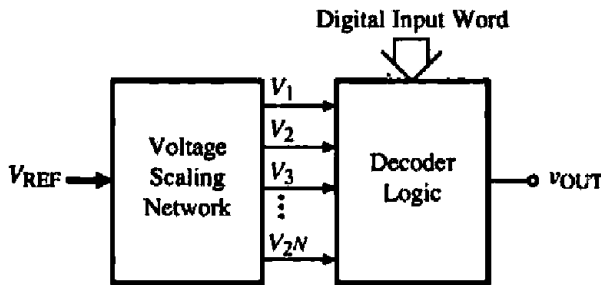 Digital Input Word
V1
V2
V3
V2N
VREF
Voltage
Scaling
Network
Decoder
Logic
vOUT